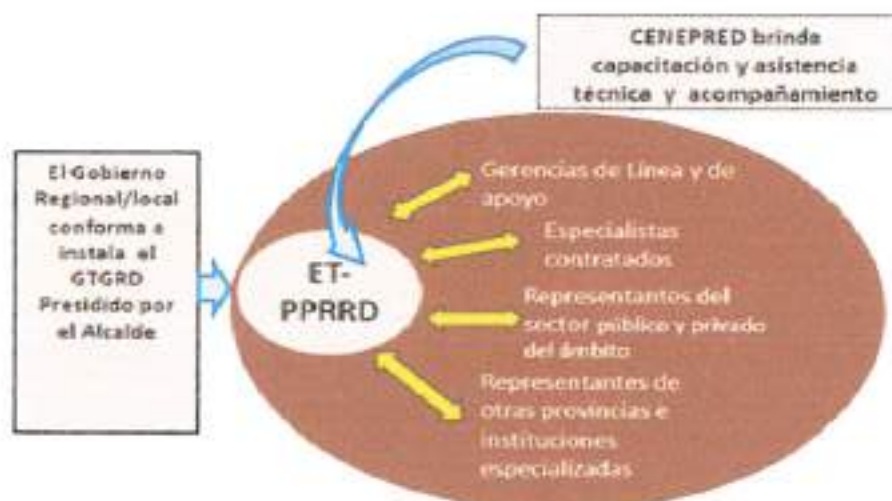 CENEPRED brinda
capacitación y asistencia
técnica y acompañamiento
El Gobierno
Regional/local
conforma e
instala el
GTGRD
Presidido por
el Alcalde
ET-
PPRRD
Gerencias de Línea y de
apoyo
Especialistas
contratados
Representantes del
sector público y privado
del ámbito
Representantes de
otras provincias e
instituciones
especializadas